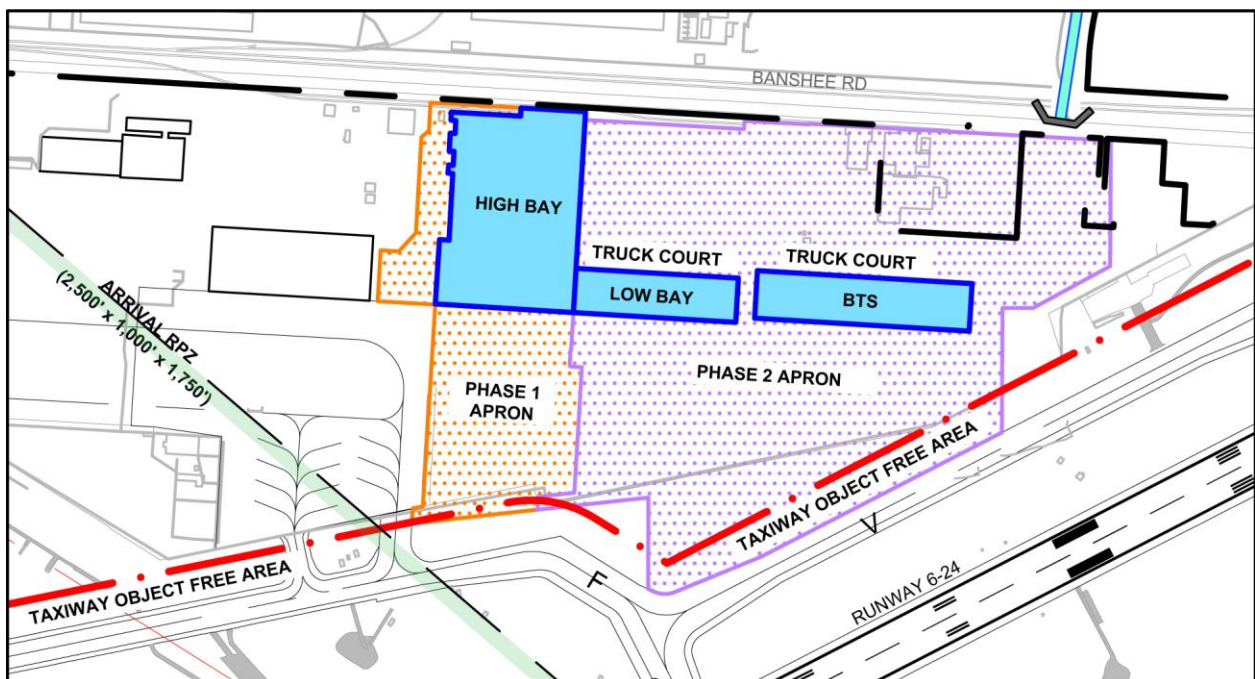 BANSHEE RD
HIGH BAY
TRUCK COURT
TRUCK COURT
LOW BAY
BTS
ARRIVAL RPZ
(2,500' x 1,000' x 1,750')
PHASE 1
APRON
PHASE 2 APRON
TAXIWAY OBJECT FREE AREA
TAXIWAY OBJECT FREE AREA
V
F
RUNWAY 6-24